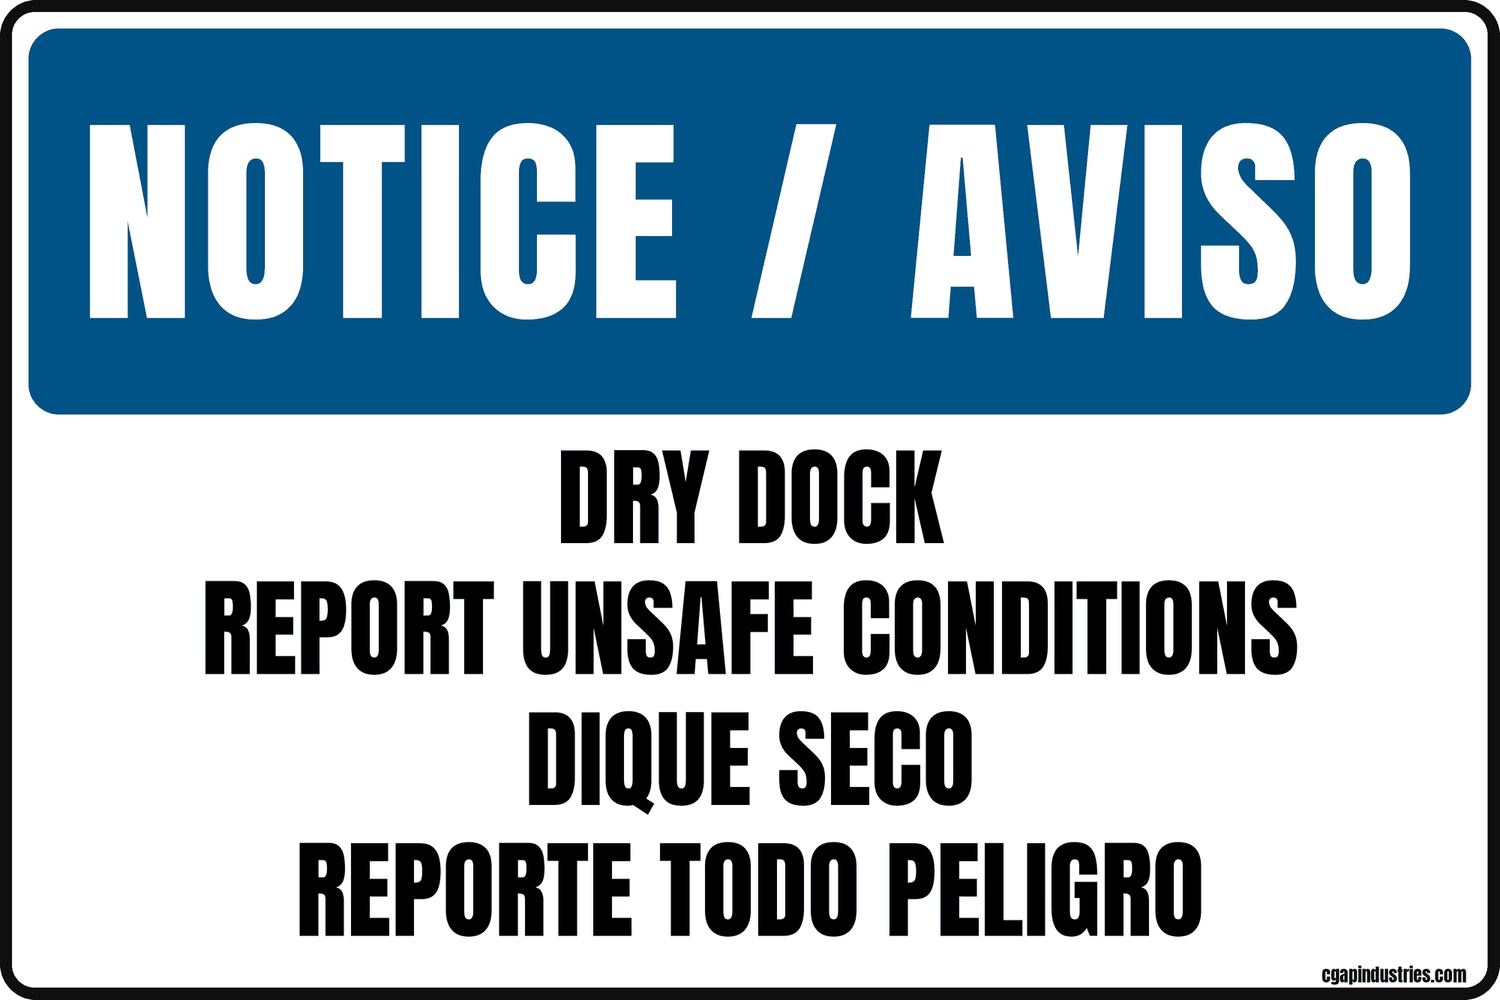 NOTICE / AVISO
DRY DOCK
REPORT UNSAFE CONDITIONS
DIQUE SECO
REPORTE TODO PELIGRO
cgapindustries.com